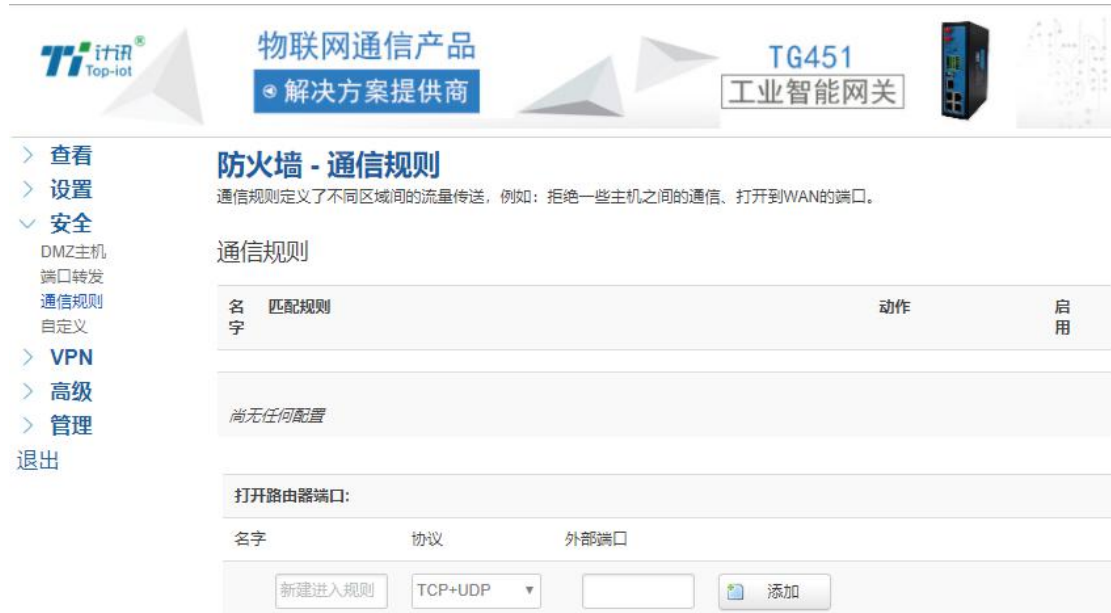 计讯®
Top-iot
物联网通信产品
解决方案提供商
TG451
工业智能网关
查看
设置
安全
DMZ主机
端口转发
通信规则
自定义
VPN
高级
管理
退出
防火墙 - 通信规则
通信规则定义了不同区域间的流量传送，例如：拒绝一些主机之间的通信、打开到WAN的端口。
通信规则
名字 匹配规则 动作 启用
尚无任何配置
打开路由器端口:
名字 协议 外部端口
新建进入规则 TCP+UDP 添加